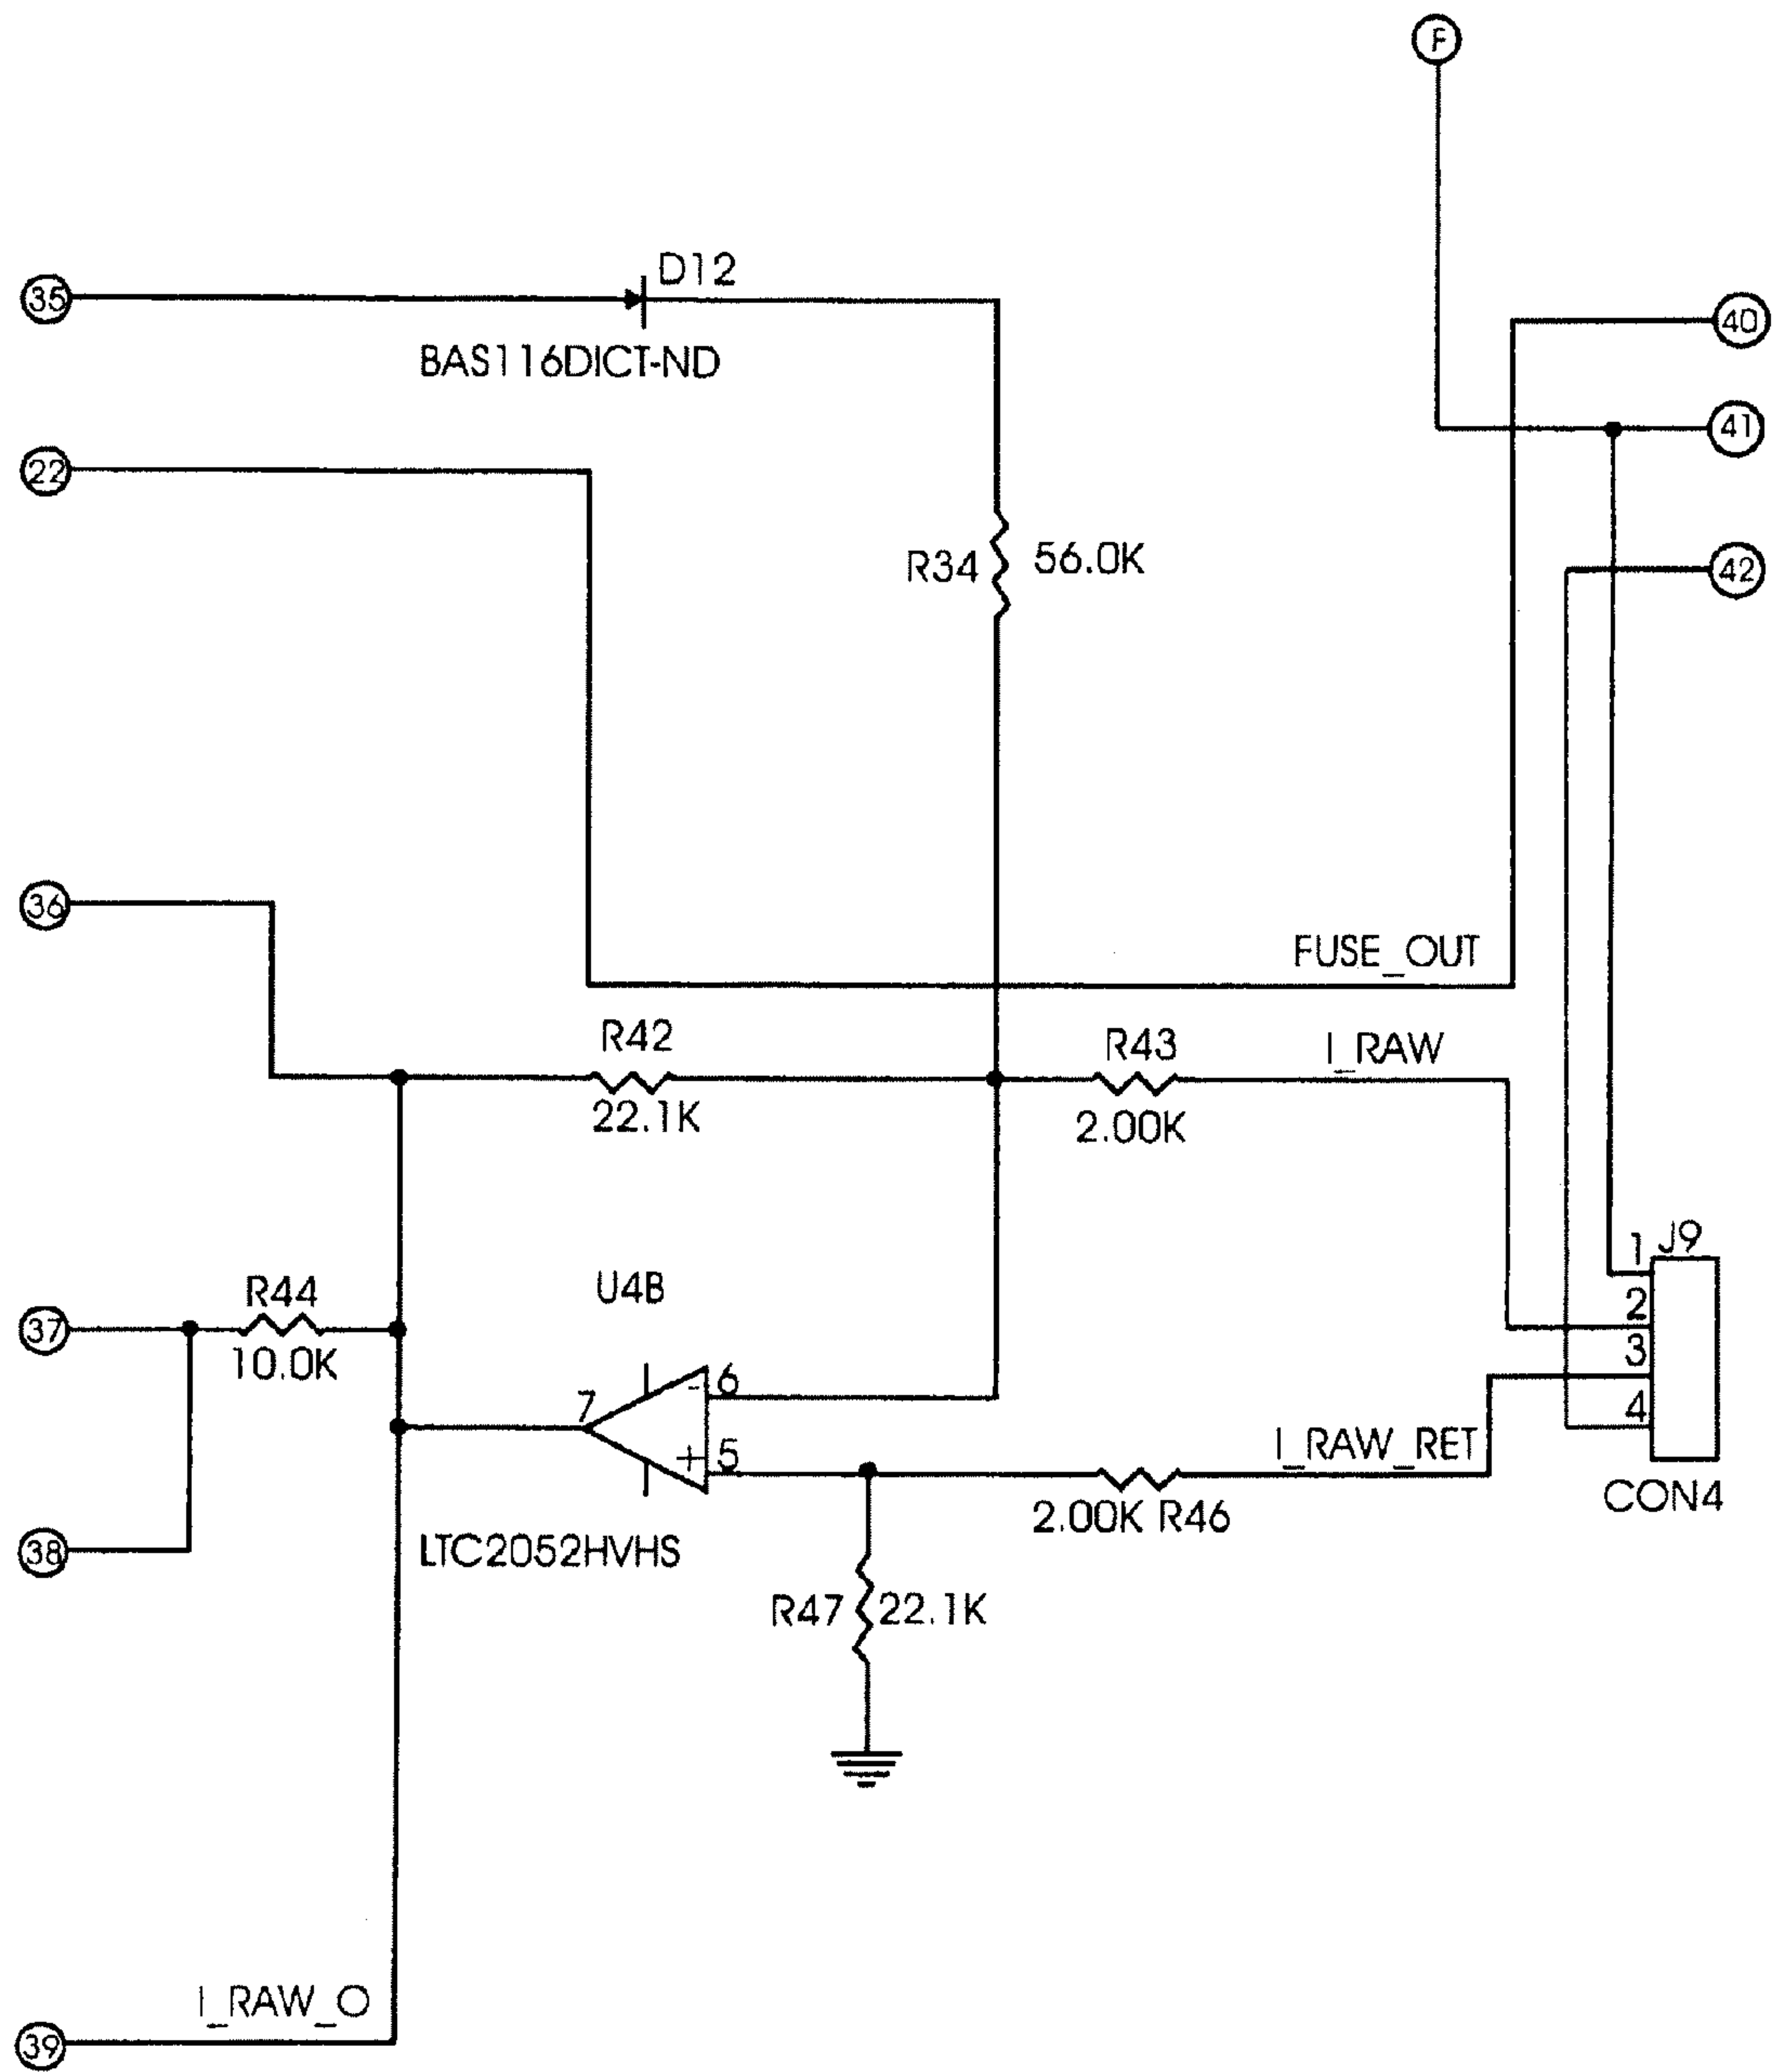 F
35
D12
BAS116DICT-ND
40
41
22
R34
56.0K
42
36
FUSE_OUT
R42
22.1K
R43
2.00K
I_RAW
J9
1
2
3
4
CON4
37
R44
10.0K
U4B
7
-
6
+
5
I_RAW_RET
2.00K R46
LTC2052HVHS
38
R47
22.1K
I_RAW_O
39